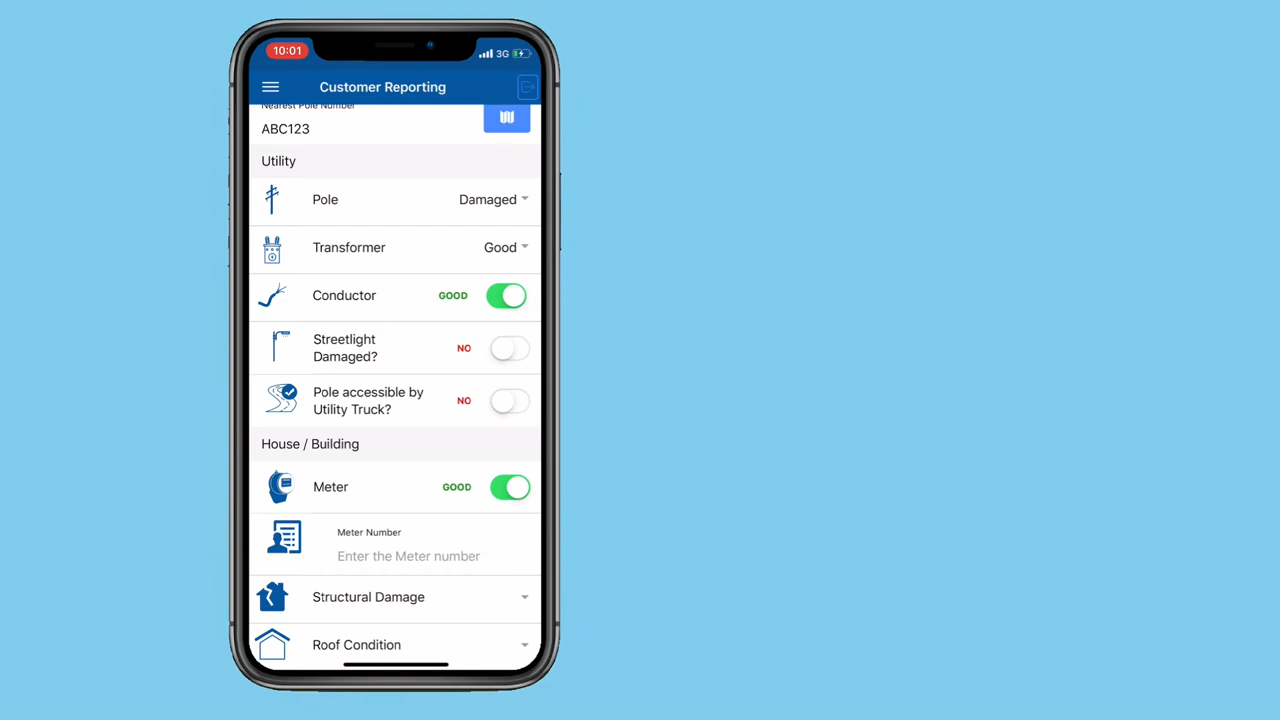 10:01
3G
Customer Reporting
Nearest Pole Number
ABC123
Utility
Pole
Damaged
Transformer
Good
Conductor
GOOD
Streetlight
Damaged?
NO
Pole accessible by
Utility Truck?
NO
House / Building
Meter
GOOD
Meter Number
Enter the Meter number
Structural Damage
Roof Condition